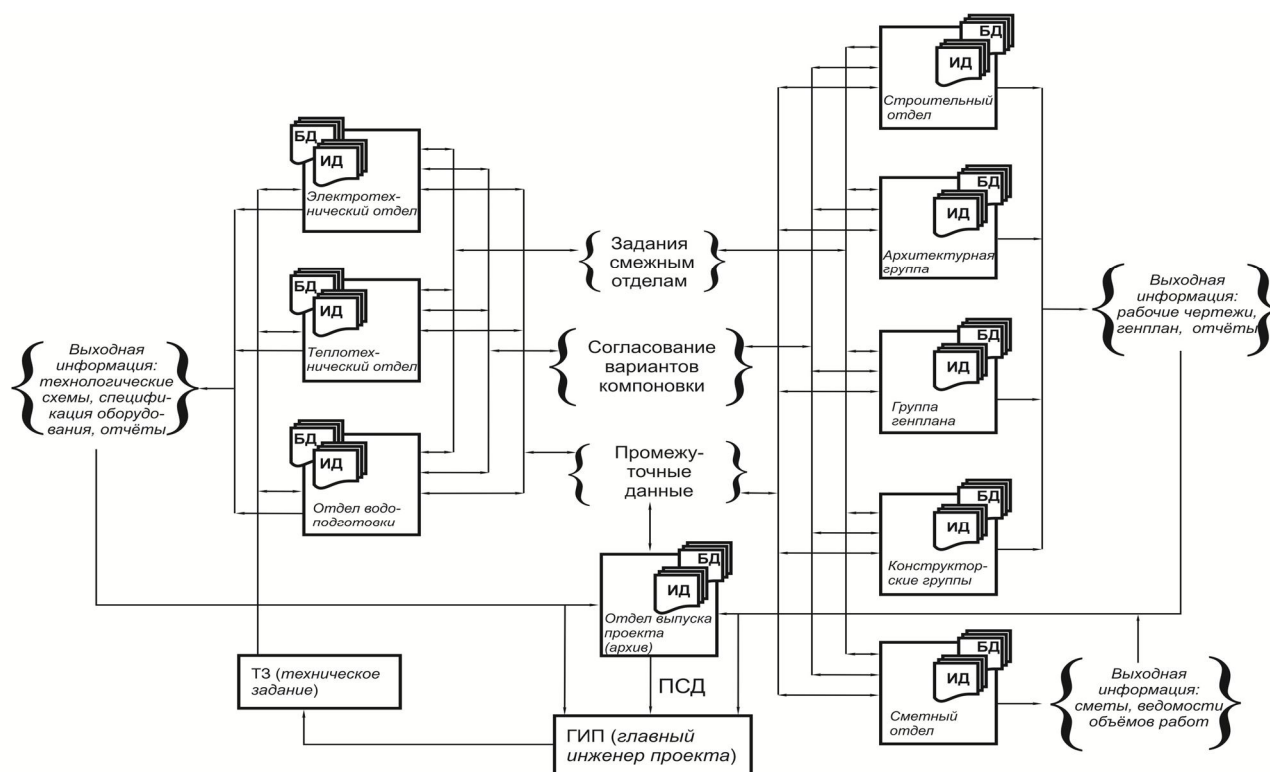 БД
ИД
Электротех-
нический отдел
БД
ИД
Теплотех-
нический отдел
БД
ИД
Отдел водо-
подготовки
Выходная
информация:
технологические
схемы, специфи-
кация оборудо-
вания, отчёты
ТЗ (техническое
задание)
Задания
смежным
отделам
Согласование
вариантов
компоновки
Промежу-
точные
данные
БД
ИД
Отдел выпуска
проекта
(архив)
ПСД
ГИП (главный
инженер проекта)
БД
ИД
Строительный
отдел
БД
ИД
Архитектурная
группа
БД
ИД
Группа
генплана
БД
ИД
Конструктор-
ские группы
БД
ИД
Сметный
отдел
Выходная
информация:
рабочие чертежи,
генплан, отчёты
Выходная
информация:
сметы, ведомости
объёмов работ